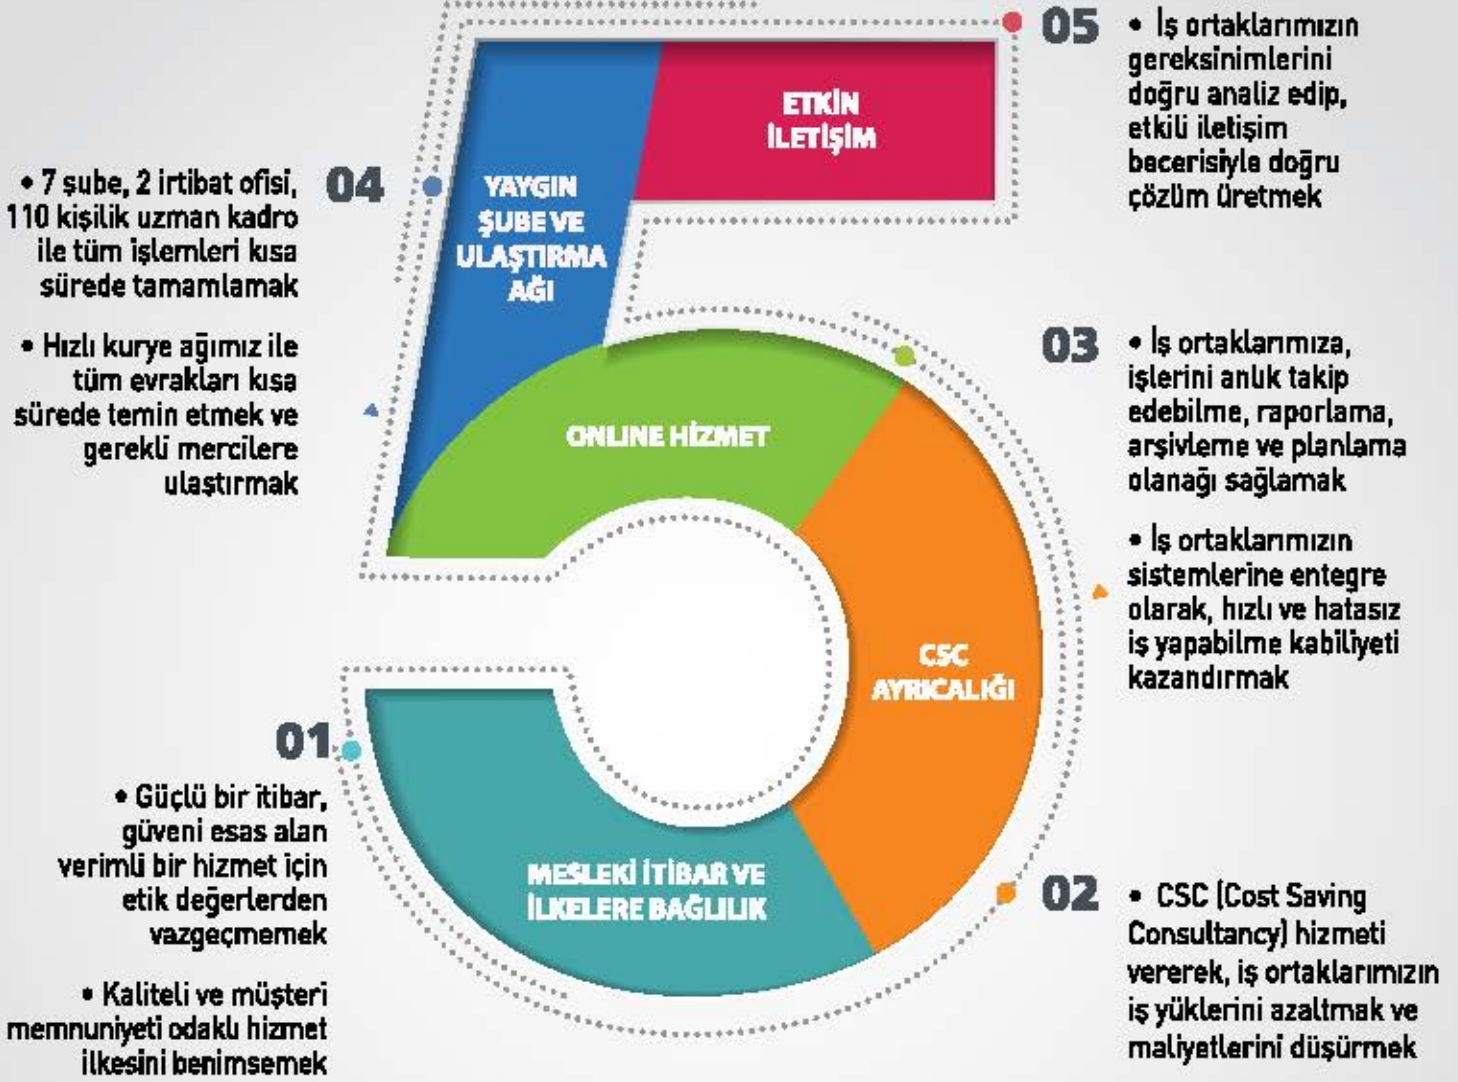 05
• İş ortaklarımızın
gereksinimlerini
doğru analiz edip,
etkili iletişim
becerisiyle doğru
çözüm üretmek
ETKİN
İLETİŞİM
04
• 7 şube, 2 irtibat ofisi,
110 kişilik uzman kadro
ile tüm işlemleri kısa
sürede tamamlamak
• Hızlı kurye ağımız ile
tüm evrakları kısa
sürede temin etmek ve
gerekli mercilere
ulaştırmak
YAYGIN
ŞUBE VE
ULAŞTIRMA
AĞI
03
• İş ortaklarımıza,
işlerini anlık takip
edebilme, raporlama,
arşivleme ve planlama
olanağı sağlamak
• İş ortaklarımızın
sistemlerine entegre
olarak, hızlı ve hatasız
iş yapabilme kabiliyeti
kazandırmak
ONLINE HİZMET
CSC
AYRICALIĞI
01
• Güçlü bir itibar,
güveni esas alan
verimli bir hizmet için
etik değerlerden
vazgeçmemek
• Kaliteli ve müşteri
memnuniyeti odaklı hizmet
ilkesini benimsemek
MESLEKİ İTİBAR VE
İLKELERE BAĞLILIK
02
• CSC (Cost Saving
Consultancy) hizmeti
vererek, iş ortaklarımızın
iş yüklerini azaltmak ve
maliyetlerini düşürmek